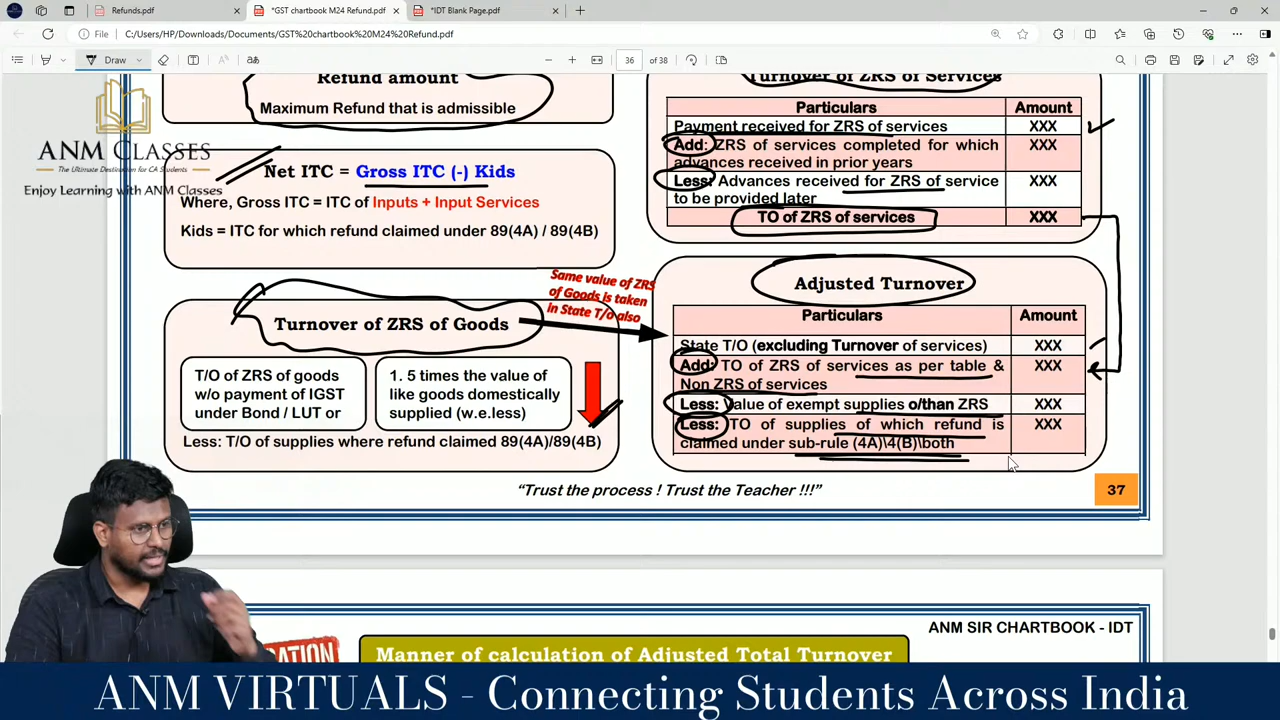 Refunds.pdf
*GST chartbook M24 Refund.pdf
*IDT Blank Page.pdf
File
C:/Users/HP/Downloads/Documents/GST%20chartbook%20M24%20Refund.pdf
Draw
36
of 38
ANM CLASSES
The Ultimate Destination for CA Students
Enjoy Learning with ANM Classes
Refund amount
Maximum Refund that is admissible
Net ITC = Gross ITC (-) Kids
Where, Gross ITC = ITC of Inputs + Input Services
Kids = ITC for which refund claimed under 89(4A) / 89(4B)
Turnover of ZRS of Goods
T/O of ZRS of goods
w/o payment of IGST
under Bond / LUT or
1. 5 times the value of
like goods domestically
supplied (w.e.less)
Less: T/O of supplies where refund claimed 89(4A)/89(4B)
Same value of ZRS
of Goods is taken
in State T/o also
Turnover of ZRS of Services
Particulars Amount
Payment received for ZRS of services XXX
Add: ZRS of services completed for which
advances received in prior years XXX
Less: Advances received for ZRS of service
to be provided later XXX
TO of ZRS of services XXX
Adjusted Turnover
Particulars Amount
State T/O (excluding Turnover of services) XXX
Add: TO of ZRS of services as per table &
Non ZRS of services XXX
Less: Value of exempt supplies o/than ZRS XXX
Less: TO of supplies of which refund is
claimed under sub-rule (4A)\4(B)\both XXX
“Trust the process ! Trust the Teacher !!!”
37
ANM SIR CHARTBOOK - IDT
Manner of calculation of Adjusted Total Turnover
ANM VIRTUALS - Connecting Students Across India